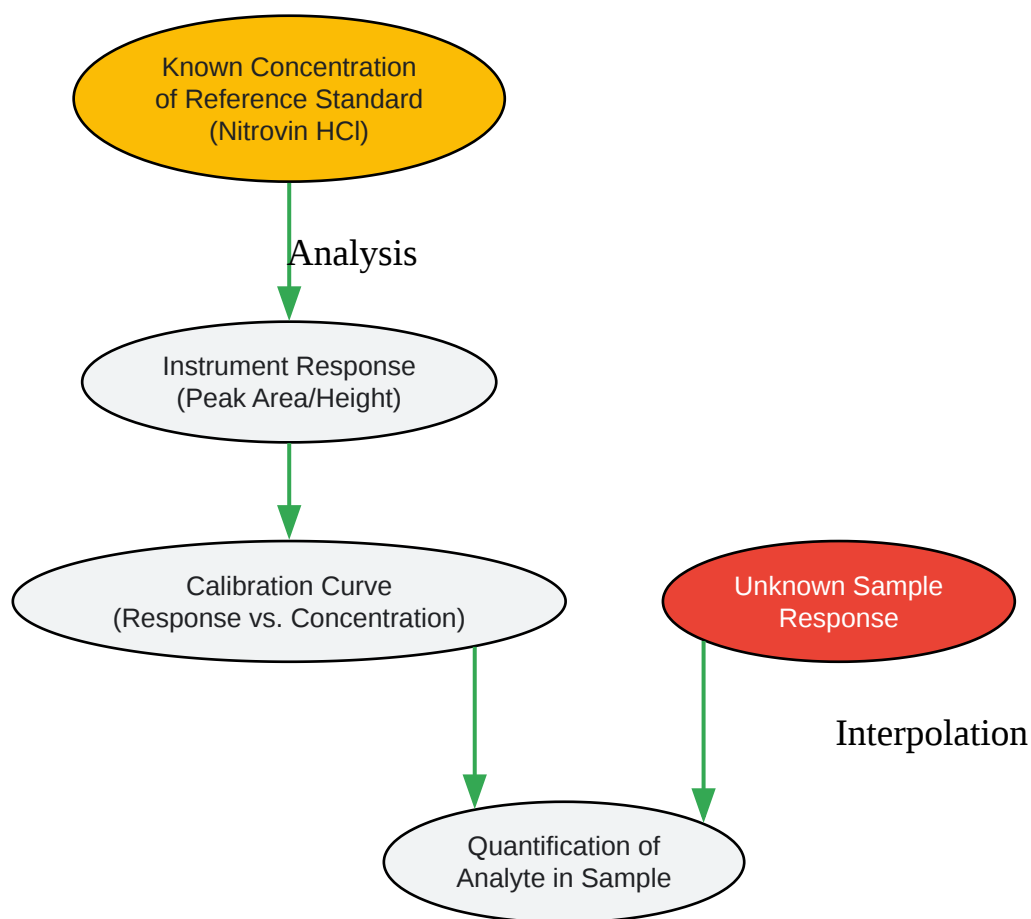 Known Concentration
of Reference Standard
(Nitrovin HCl)
Analysis
Instrument Response
(Peak Area/Height)
Calibration Curve
(Response vs. Concentration)
Unknown Sample
Response
Interpolation
Quantification of
Analyte in Sample